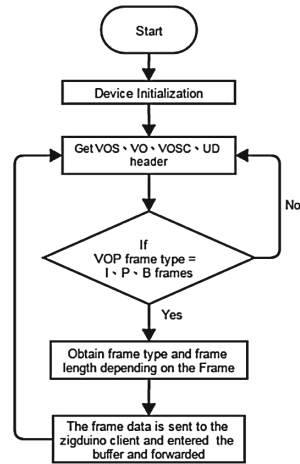 Start
Device Initialization
Get VOS、VO、VOSC、UD
header
No
If
VOP frame type =
I、P、B frames
Yes
Obtain frame type and frame
length depending on the Frame
The frame data is sent to the
zigduino client and entered the
buffer and forwarded